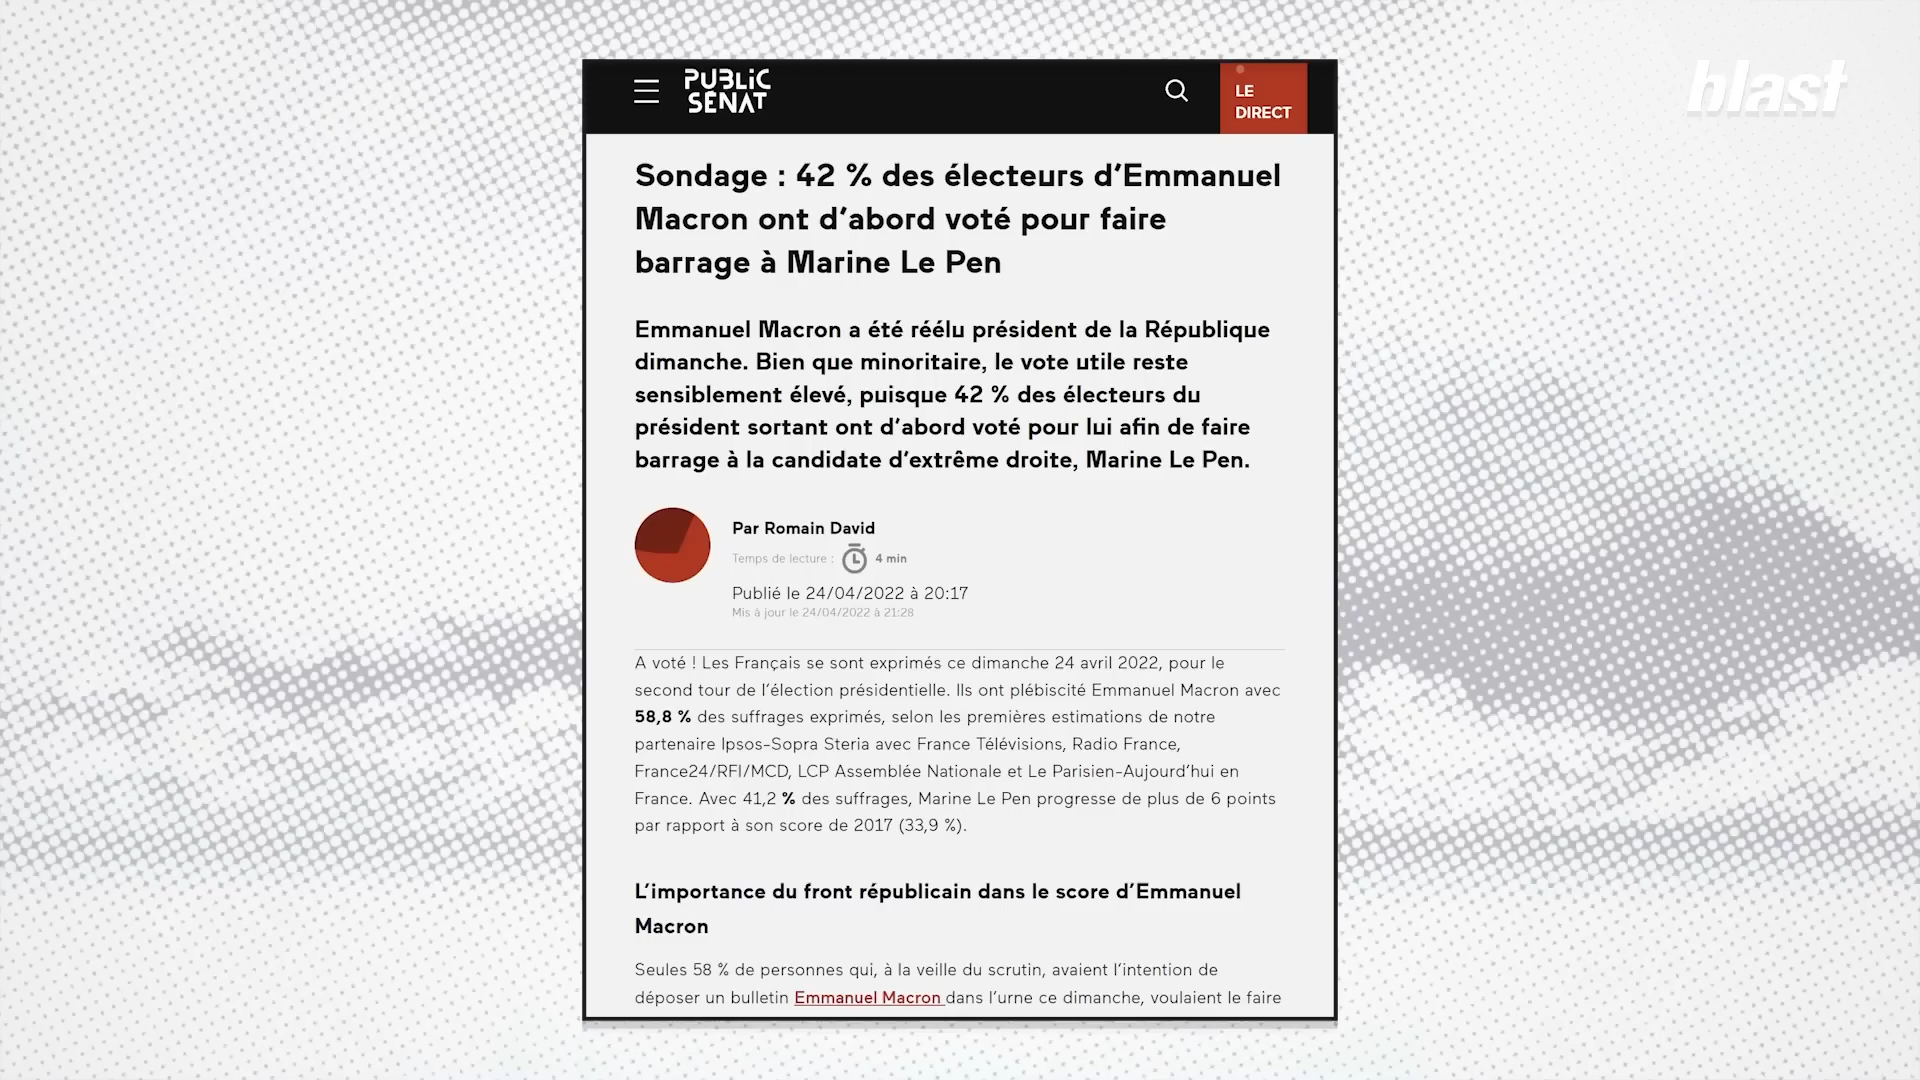 PUBLIC
SÉNAT
LE
DIRECT
blast
Sondage : 42 % des électeurs d’Emmanuel
Macron ont d’abord voté pour faire
barrage à Marine Le Pen
Emmanuel Macron a été réélu président de la République
dimanche. Bien que minoritaire, le vote utile reste
sensiblement élevé, puisque 42 % des électeurs du
président sortant ont d’abord voté pour lui afin de faire
barrage à la candidate d’extrême droite, Marine Le Pen.
Par Romain David
Temps de lecture : 4 min
Publié le 24/04/2022 à 20:17
Mis à jour le 24/04/2022 à 21:28
A voté ! Les Français se sont exprimés ce dimanche 24 avril 2022, pour le
second tour de l’élection présidentielle. Ils ont plébiscité Emmanuel Macron avec
58,8 % des suffrages exprimés, selon les premières estimations de notre
partenaire Ipsos-Sopra Steria avec France Télévisions, Radio France,
France24/RFI/MCD, LCP Assemblée Nationale et Le Parisien-Aujourd’hui en
France. Avec 41,2 % des suffrages, Marine Le Pen progresse de plus de 6 points
par rapport à son score de 2017 (33,9 %).
L’importance du front républicain dans le score d’Emmanuel
Macron
Seules 58 % de personnes qui, à la veille du scrutin, avaient l’intention de
déposer un bulletin Emmanuel Macron dans l’urne ce dimanche, voulaient le faire